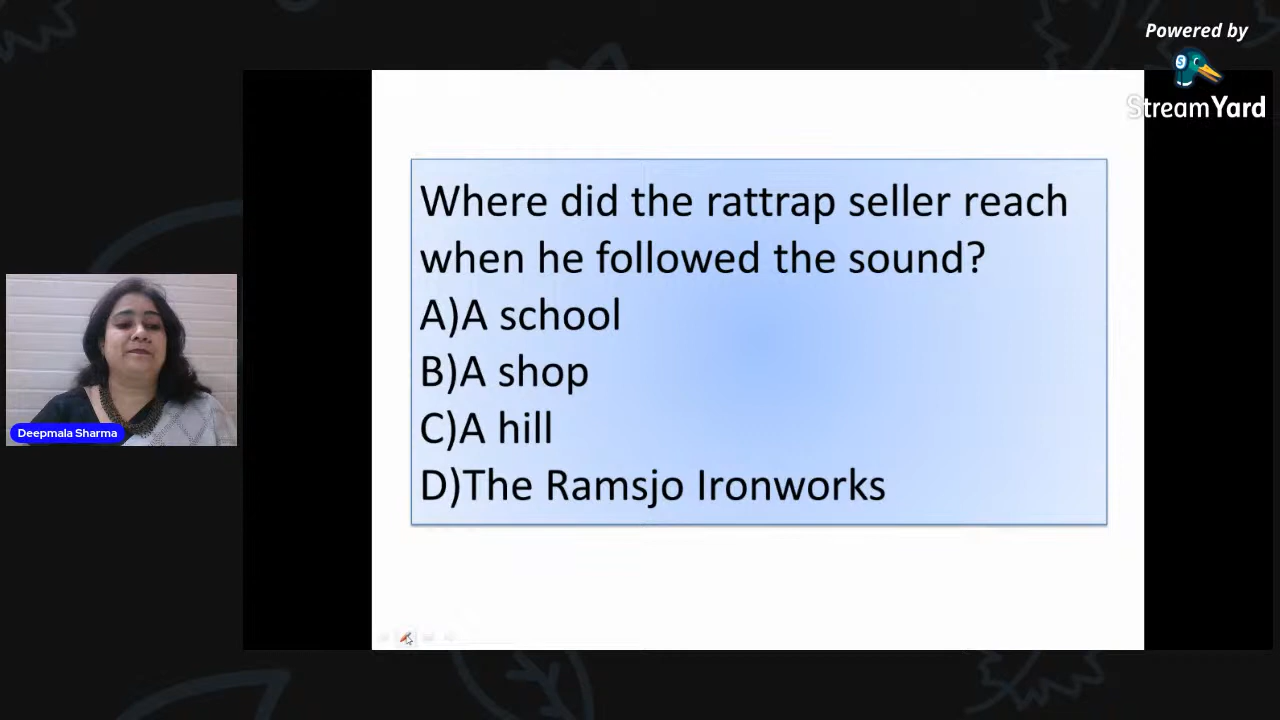 Powered by
StreamYard
Where did the rattrap seller reach
when he followed the sound?
A)A school
B)A shop
C)A hill
D)The Ramsjo Ironworks
Deepmala Sharma